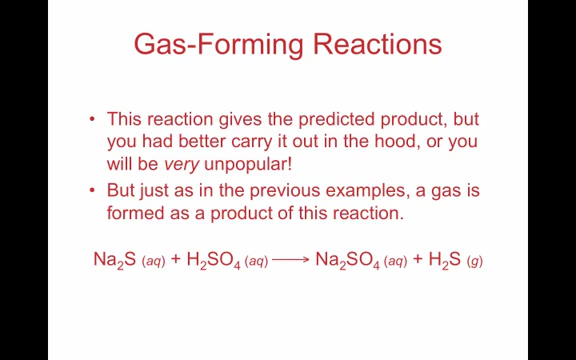 Gas-Forming Reactions
• This reaction gives the predicted product, but
you had better carry it out in the hood, or you
will be very unpopular!
• But just as in the previous examples, a gas is
formed as a product of this reaction.
Na₂S (aq) + H₂SO₄ (aq) ⟶ Na₂SO₄ (aq) + H₂S (g)